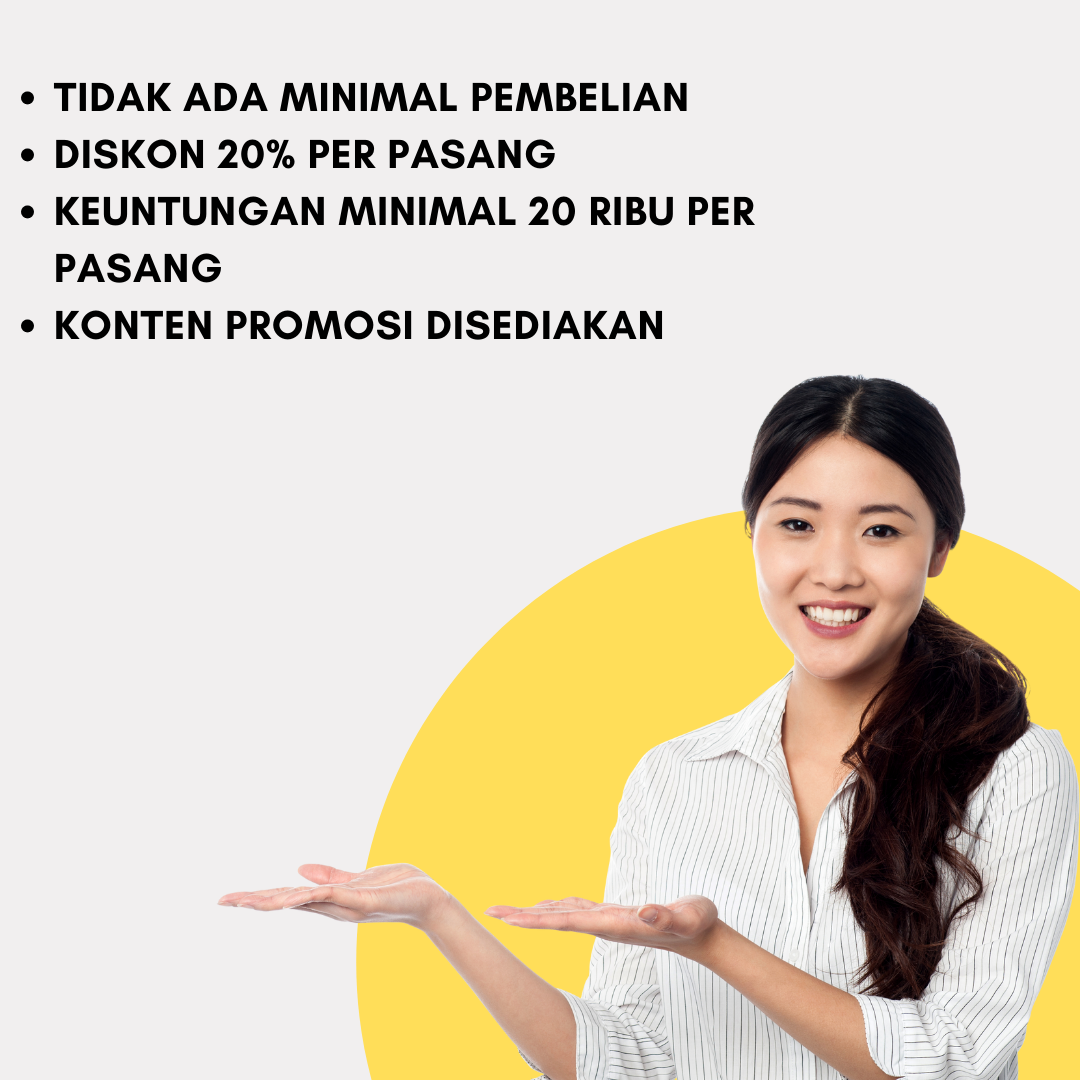 • TIDAK ADA MINIMAL PEMBELIAN
• DISKON 20% PER PASANG
• KEUNTUNGAN MINIMAL 20 RIBU PER
PASANG
• KONTEN PROMOSI DISEDIAKAN